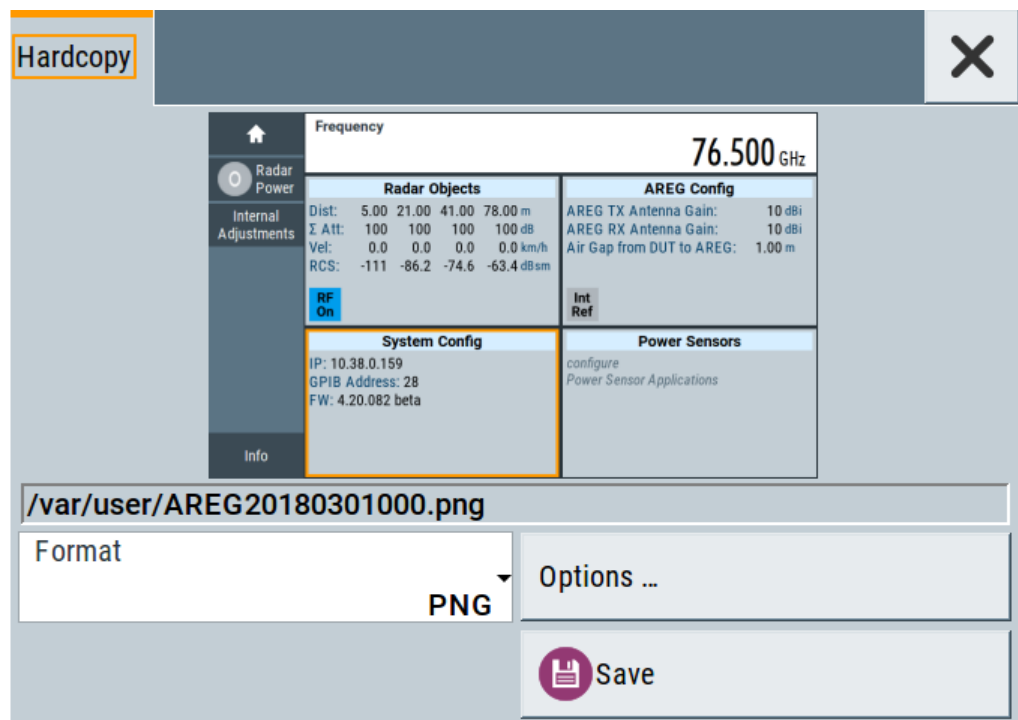 Hardcopy
Frequency
76.500 GHz
Radar Power
Internal Adjustments
Info
Radar Objects
Dist: 5.00 21.00 41.00 78.00 m
Σ Att: 100 100 100 100 dB
Vel: 0.0 0.0 0.0 0.0 km/h
RCS: -111 -86.2 -74.6 -63.4 dBsm
RF
On
AREG Config
AREG TX Antenna Gain: 10 dBi
AREG RX Antenna Gain: 10 dBi
Air Gap from DUT to AREG: 1.00 m
Int
Ref
System Config
IP: 10.38.0.159
GPIB Address: 28
FW: 4.20.082 beta
Power Sensors
configure
Power Sensor Applications
/var/user/AREG20180301000.png
Format
PNG
Options ...
Save